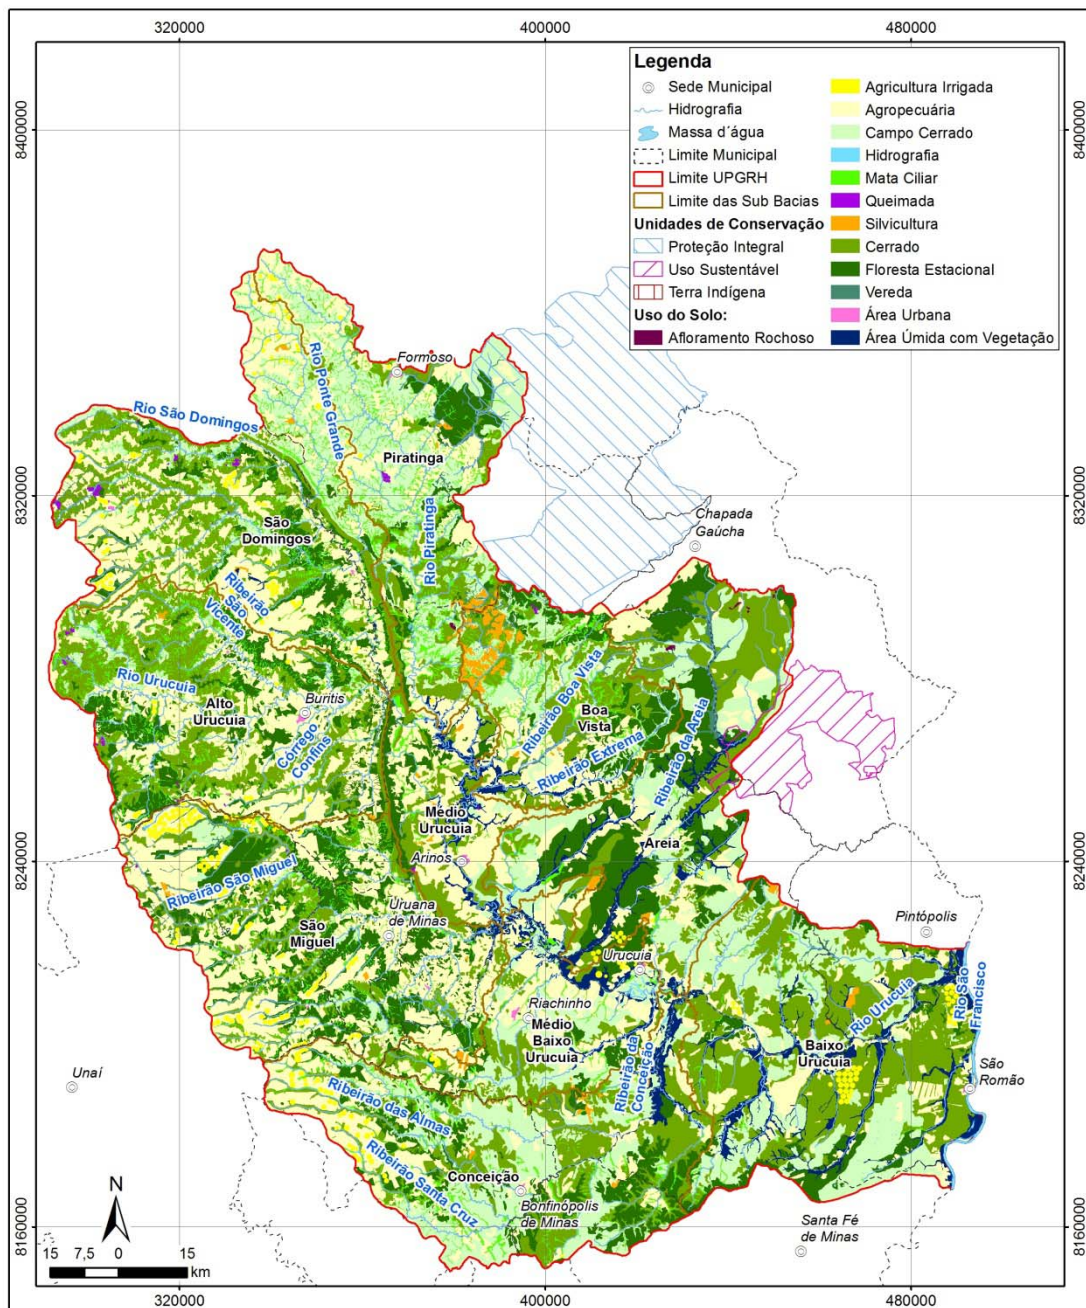 320000
400000
480000
8400000
8400000
Legenda
Sede Municipal
Hidrografia
Massa d´água
Limite Municipal
Limite UPGRH
Limite das Sub Bacias
Unidades de Conservação
Proteção Integral
Uso Sustentável
Terra Indígena
Uso do Solo:
Afloramento Rochoso
Agricultura Irrigada
Agropecuária
Campo Cerrado
Hidrografia
Mata Ciliar
Queimada
Silvicultura
Cerrado
Floresta Estacional
Vereda
Área Urbana
Área Úmida com Vegetação
Formoso
Rio Ponte Grande
Rio São Domingos
Piratinga
8320000
8320000
São
Domingos
Rio Piratinga
Chapada
Gaúcha
Ribeirão
São
Vicente
Rio Urucuia
Alto
Urucuia
Buritis
Córrego
Confins
Ribeirão Boa Vista
Boa
Vista
Ribeirão Extrema
Ribeirão da Areia
Médio
Urucuia
Areia
Arinos
8240000
8240000
Ribeirão São Miguel
Uruana
de Minas
São
Miguel
Pintópolis
Urucuia
Rio São
Francisco
Rio Urucuia
Riachinho
Médio
Baixo
Urucuia
Baixo
Urucuia
Ribeirão da
Conceição
São
Romão
Unaí
Ribeirão das Almas
Ribeirão Santa Cruz
Conceição
Bonfinópolis
de Minas
Santa Fé
de Minas
8160000
8160000
N
15 7,5 0 15
km
320000
400000
480000